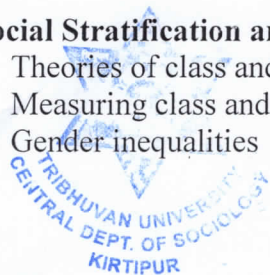 ocial Stratification an
Theories of class and
Measuring class and
Gender inequalities
TRIBHUVAN UNIVERSITY
CENTRAL DEPT. OF SOCIOLOGY
KIRTIPUR